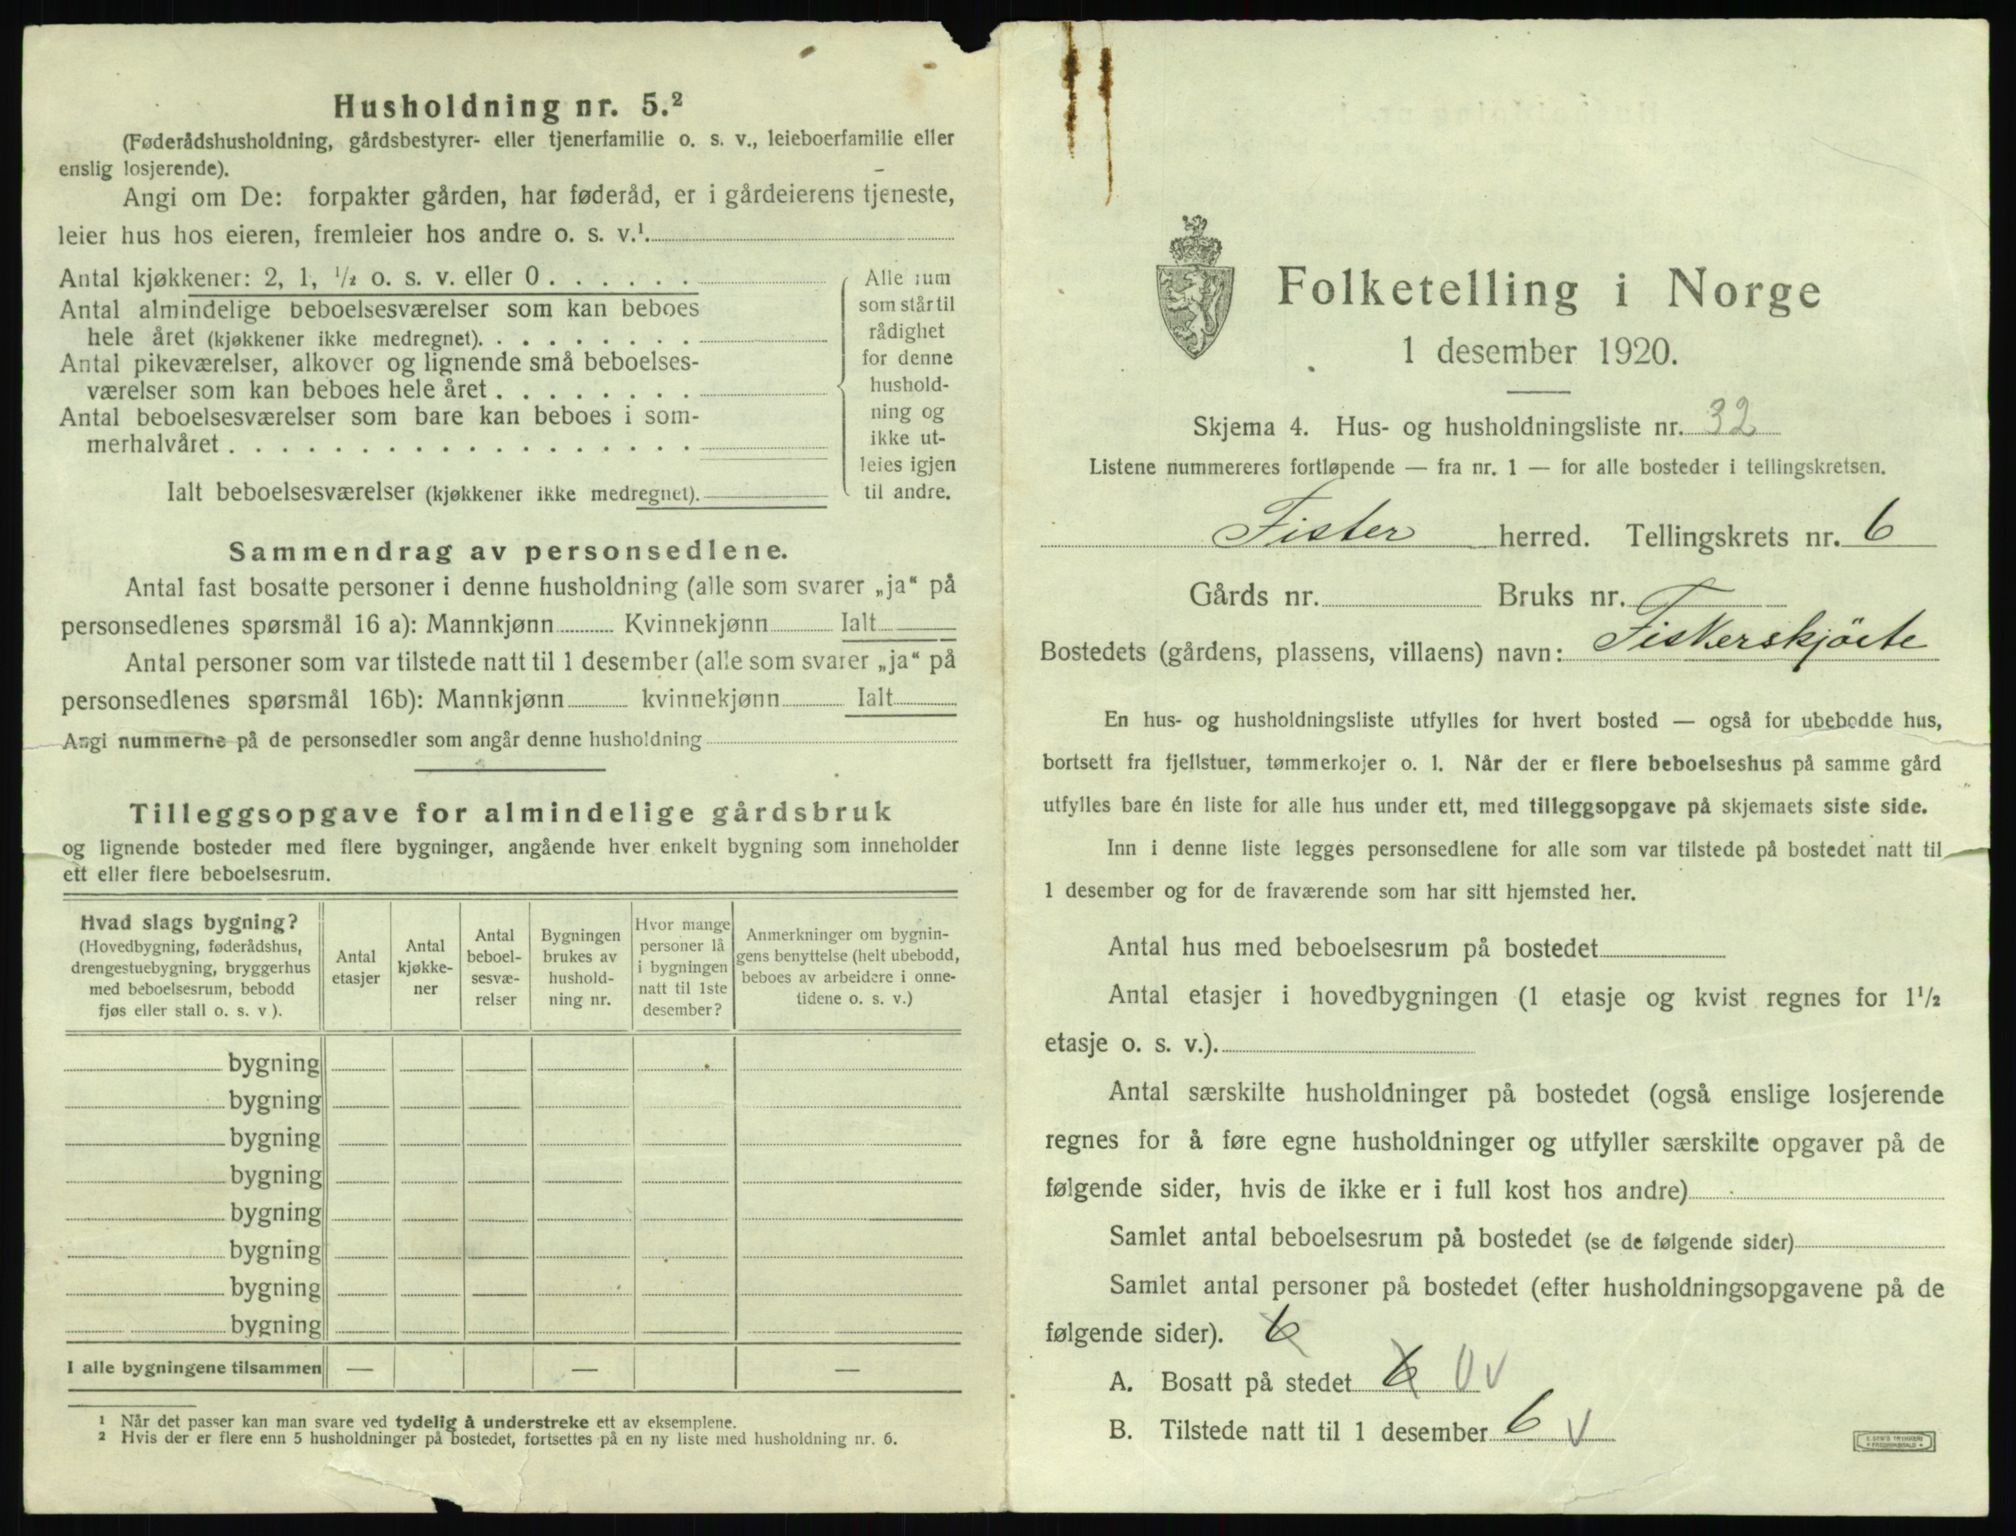 Husholdning nr. 5.²
(Føderådshusholdning, gårdsbestyrer- eller tjenerfamilie o. s. v., leieboerfamilie eller
enslig losjerende).
Angi om De: forpakter gården, har føderåd, er i gårdeierens tjeneste,
leier hus hos eieren, fremleier hos andre o. s. v.¹
Antal kjøkkener: 2, 1, ½ o. s. v. eller 0
Antal almindelige beboelsesværelser som kan beboes
hele året (kjøkkener ikke medregnet).
Antal pikeværelser, alkover og lignende små beboelses-
værelser som kan beboes hele året
Antal beboelsesværelser som bare kan beboes i som-
merhalvåret
Ialt beboelsesværelser (kjøkkener ikke medregnet).
Alle rum
som står til
rådighet
for denne
hushold-
ning og
ikke ut-
leies igjen
til andre.
Sammendrag av personsedlene.
Antal fast bosatte personer i denne husholdning (alle som svarer „ja“ på
personsedlenes spørsmål 16 a): Mannkjønn Kvinnekjønn Ialt
Antal personer som var tilstede natt til 1 desember (alle som svarer „ja“ på
personsedlenes spørsmål 16b): Mannkjønn kvinnekjønn Ialt
Angi nummerne på de personsedler som angår denne husholdning
Tilleggsopgave for almindelige gårdsbruk
og lignende bosteder med flere bygninger, angående hver enkelt bygning som inneholder
ett eller flere beboelsesrum.
Hvad slags bygning?
(Hovedbygning, føderådshus,
drengestuebygning, bryggerhus
med beboelsesrum, bebodd
fjøs eller stall o. s. v ).
Antal
etasjer
Antal
kjøkke-
ner
Antal
beboel-
sesvæ-
relser
Bygningen
brukes av
hushold-
ning nr.
Hvor mange
personer lå
i bygningen
natt til 1ste
desember?
Anmerkninger om bygnin-
gens benyttelse (helt ubebodd,
beboes av arbeidere i onne-
tidene o. s. v.)
bygning
bygning
bygning
bygning
bygning
bygning
bygning
bygning
I alle bygningene tilsammen — — —
¹ Når det passer kan man svare ved tydelig å understreke ett av eksemplene.
² Hvis der er flere enn 5 husholdninger på bostedet, fortsettes på en ny liste med husholdning nr. 6.
Folketelling i Norge
1 desember 1920.
Skjema 4. Hus- og husholdningsliste nr. 32
Listene nummereres fortløpende — fra nr. 1 — for alle bosteder i tellingskretsen.
Fister herred. Tellingskrets nr. 6
Gårds nr. Bruks nr.
Bostedets (gårdens, plassens, villaens) navn: Fiskerskjöite
En hus- og husholdningsliste utfylles for hvert bosted — også for ubebodde hus,
bortsett fra fjellstuer, tømmerkojer o. l. Når der er flere beboelseshus på samme gård
utfylles bare én liste for alle hus under ett, med tilleggsopgave på skjemaets siste side.
Inn i denne liste legges personsedlene for alle som var tilstede på bostedet natt til
1 desember og for de fraværende som har sitt hjemsted her.
Antal hus med beboelsesrum på bostedet
Antal etasjer i hovedbygningen (1 etasje og kvist regnes for 1½
etasje o. s. v.).
Antal særskilte husholdninger på bostedet (også enslige losjerende
regnes for å føre egne husholdninger og utfyller særskilte opgaver på de
følgende sider, hvis de ikke er i full kost hos andre)
Samlet antal beboelsesrum på bostedet (se de følgende sider)
Samlet antal personer på bostedet (efter husholdningsopgavene på de
følgende sider). 6
A. Bosatt på stedet 6 0 v
B. Tilstede natt til 1 desember 6 v